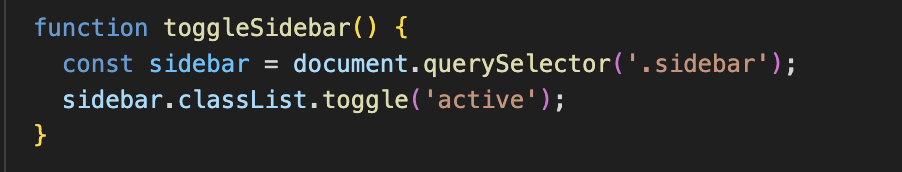 function toggleSidebar() {
  const sidebar = document.querySelector('.sidebar');
  sidebar.classList.toggle('active');
}